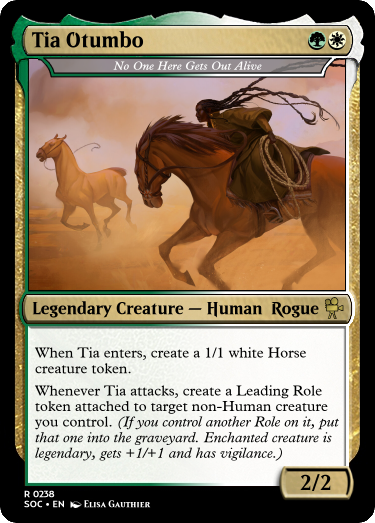 Tia Otumbo
No One Here Gets Out Alive
Legendary Creature — Human Rogue
When Tia enters, create a 1/1 white Horse
creature token.
Whenever Tia attacks, create a Leading Role
token attached to target non-Human creature
you control. (If you control another Role on it, put
that one into the graveyard. Enchanted creature is
legendary, gets +1/+1 and has vigilance.)
2/2
R 0238
SOC • EN Elisa Gauthier